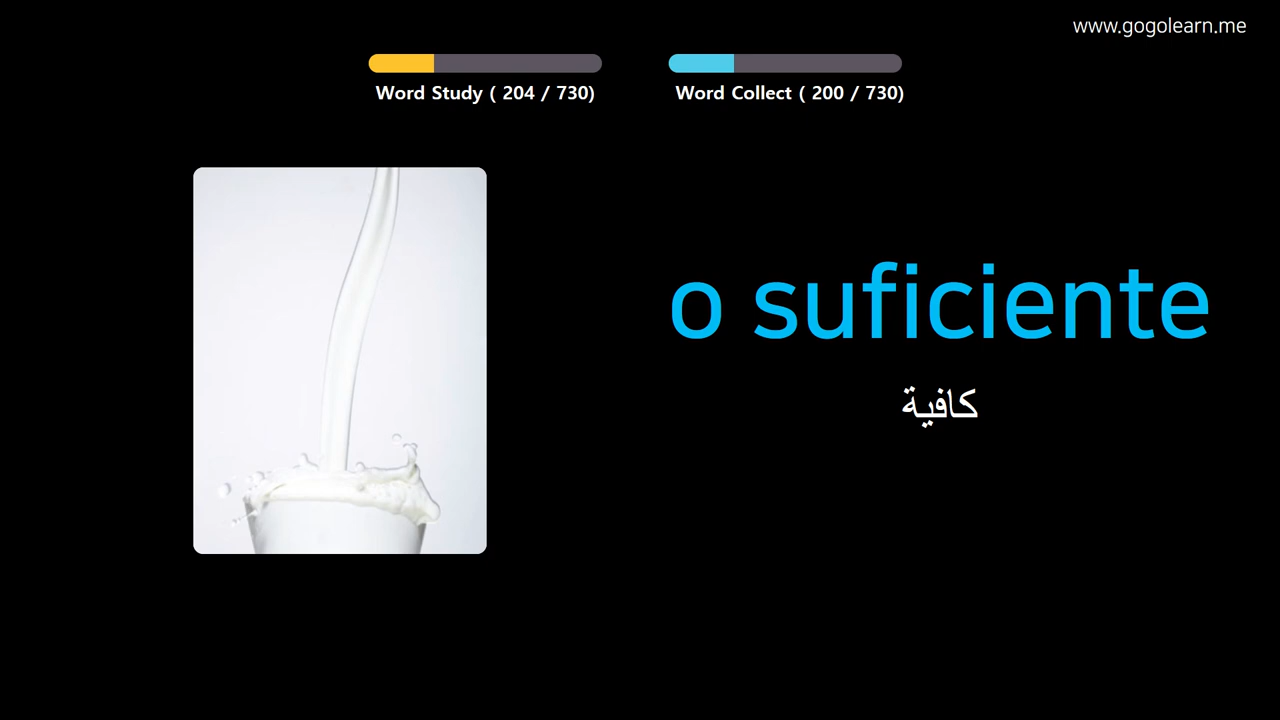 www.gogolearn.me
Word Study ( 204 / 730)
Word Collect ( 200 / 730)
o suficiente
كافية